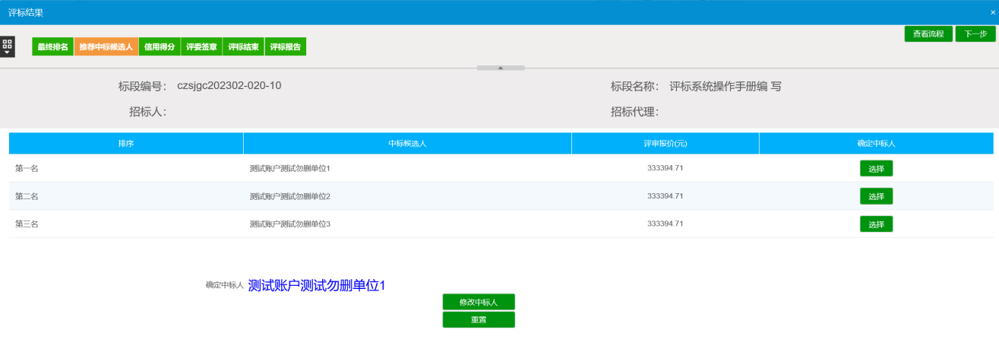 评标结果 ×
查看流程 下一步
最终排名 推荐中标候选人 信用得分 评委签章 评标结束 评标报告
标段编号： czsjgc202302-020-10 标段名称： 评标系统操作手册编 写
招标人： 招标代理：
排序 中标候选人 评审报价(元) 确定中标人
第一名 测试账户测试勿删单位1 333394.71 选择
第二名 测试账户测试勿删单位2 333394.71 选择
第三名 测试账户测试勿删单位3 333394.71 选择
确定中标人 测试账户测试勿删单位1
修改中标人
重置